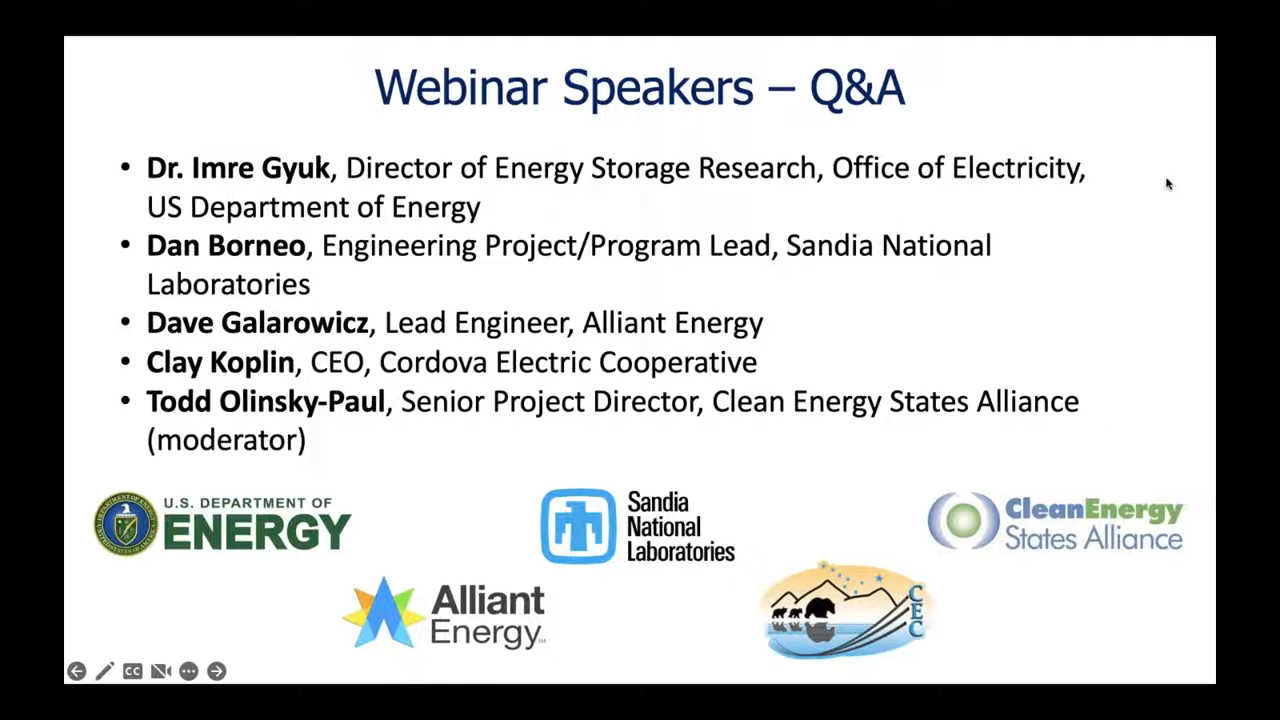 Webinar Speakers – Q&A
• Dr. Imre Gyuk, Director of Energy Storage Research, Office of Electricity,
US Department of Energy
• Dan Borneo, Engineering Project/Program Lead, Sandia National
Laboratories
• Dave Galarowicz, Lead Engineer, Alliant Energy
• Clay Koplin, CEO, Cordova Electric Cooperative
• Todd Olinsky-Paul, Senior Project Director, Clean Energy States Alliance
(moderator)
U.S. DEPARTMENT OF
ENERGY
Sandia
National
Laboratories
CleanEnergy
States Alliance
Alliant
Energy
CEC
CC